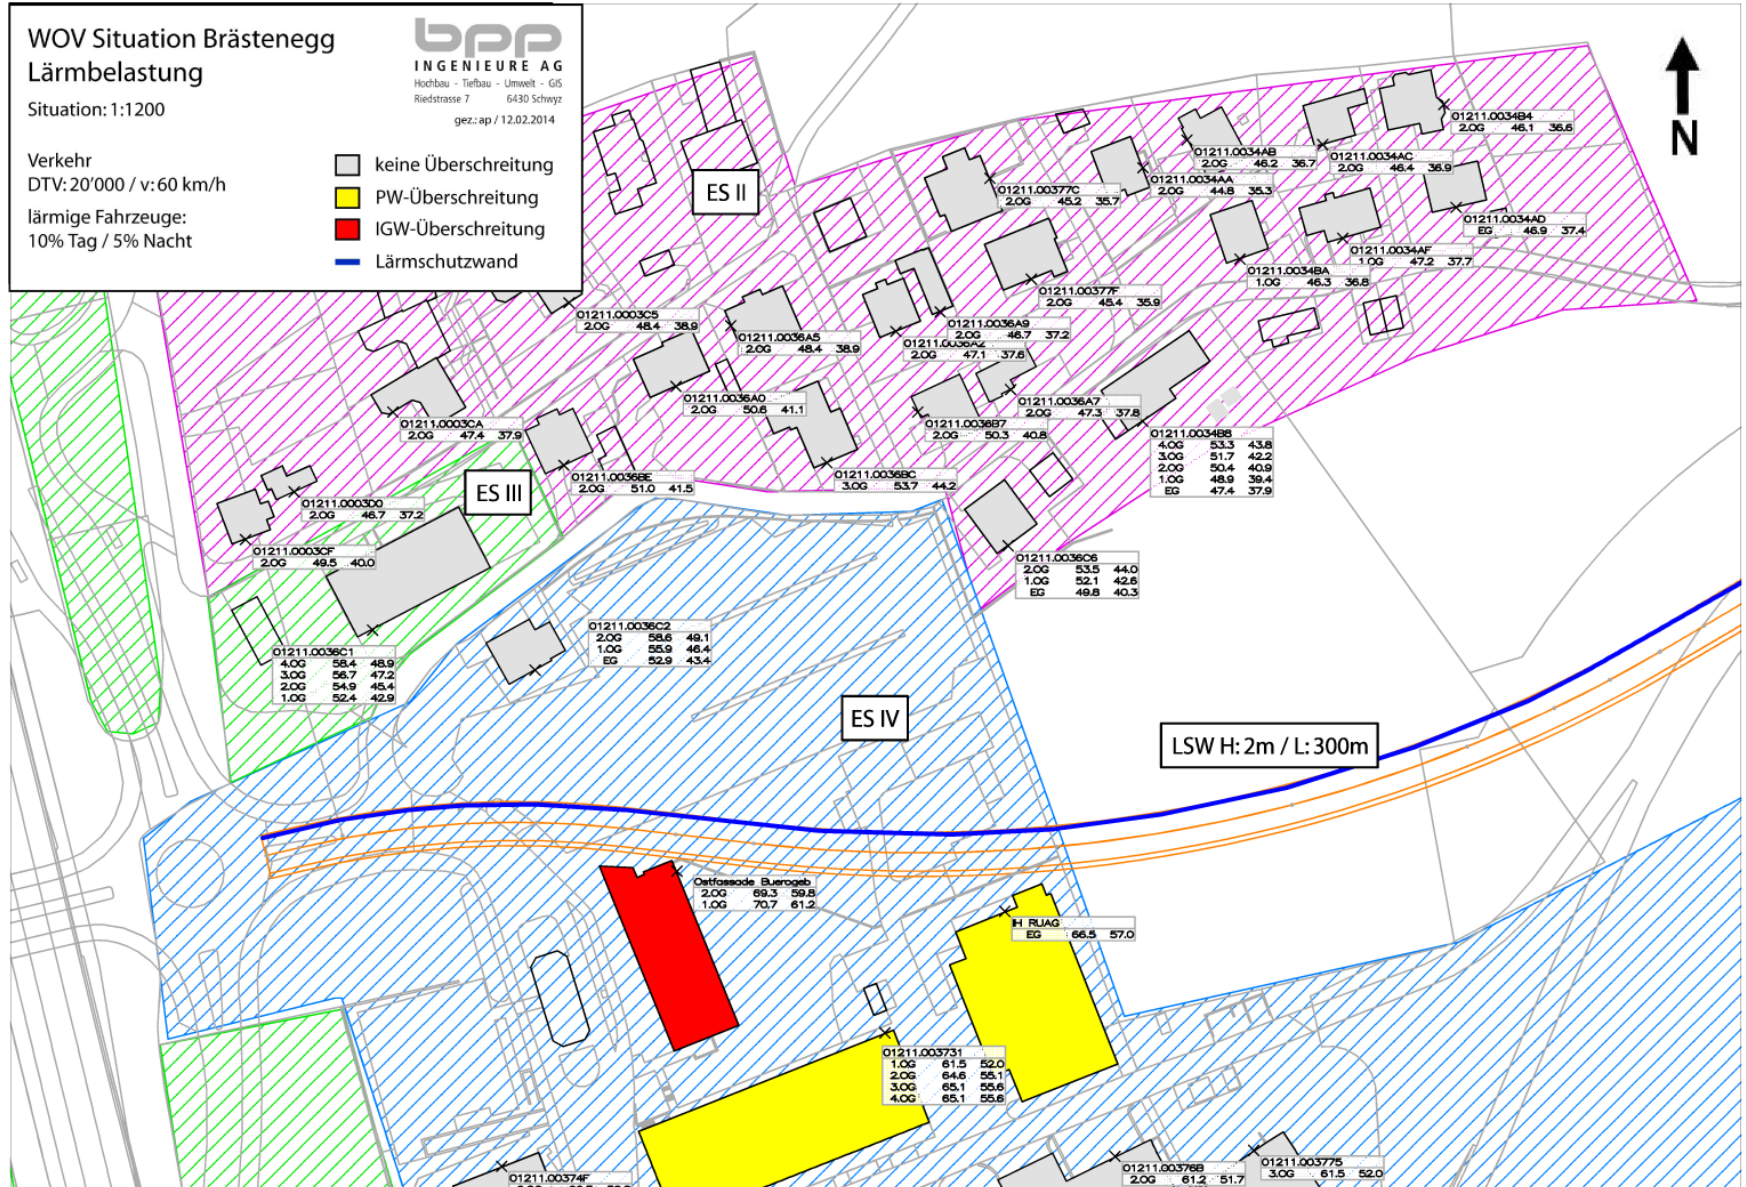 WOV Situation Brästenegg
Lärmbelastung
Situation: 1:1200
bpp
INGENIEURE AG
Hochbau - Tiefbau - Umwelt - GIS
Riedstrasse 7 6430 Schwyz
gez.: ap / 12.02.2014
Verkehr
DTV: 20'000 / v: 60 km/h
lärmige Fahrzeuge:
10% Tag / 5% Nacht
keine Überschreitung
PW-Überschreitung
IGW-Überschreitung
Lärmschutzwand
N
ES II
01211.0034B4
2.OG 46.1 36.6
01211.0034AB
2.OG 46.2 36.7
01211.0034AC
2.OG 46.4 36.9
01211.0034AA
2.OG 44.8 35.3
01211.00377C
2.OG 45.2 35.7
01211.0034AD
EG 46.9 37.4
01211.0034AF
1.OG 47.2 37.7
01211.0034BA
1.OG 46.3 36.8
01211.00377F
2.OG 45.4 35.9
01211.0003C5
2.OG 48.4 38.9
01211.0036A9
2.OG 46.7 37.2
01211.0036A5
2.OG 48.4 38.9
01211.0036A2
2.OG 47.1 37.6
01211.0036A0
2.OG 50.6 41.1
01211.0036A7
2.OG 47.3 37.8
01211.0003CA
2.OG 47.4 37.9
01211.0036B7
2.OG 50.3 40.8
01211.0034B8
4.OG 53.3 43.8
3.OG 51.7 42.2
2.OG 50.4 40.9
1.OG 48.9 39.4
EG 47.4 37.9
01211.0036BE
2.OG 51.0 41.5
01211.0036BC
3.OG 53.7 44.2
ES III
01211.0003D0
2.OG 46.7 37.2
01211.0003CF
2.OG 49.5 40.0
01211.0036C6
2.OG 53.5 44.0
1.OG 52.1 42.6
EG 49.8 40.3
01211.0036C2
2.OG 58.6 49.1
1.OG 55.9 46.4
EG 52.9 43.4
01211.0036C1
4.OG 58.4 48.9
3.OG 56.7 47.2
2.OG 54.9 45.4
1.OG 52.4 42.9
ES IV
LSW H: 2m / L: 300m
Ostfassade Buerogeb
2.OG 69.3 59.8
1.OG 70.7 61.2
IH RUAG
EG 66.5 57.0
01211.003731
1.OG 61.5 52.0
2.OG 64.6 55.1
3.OG 65.1 55.6
4.OG 65.1 55.6
01211.00374F
01211.00376B
2.OG 61.2 51.7
01211.003775
3.OG 61.5 52.0